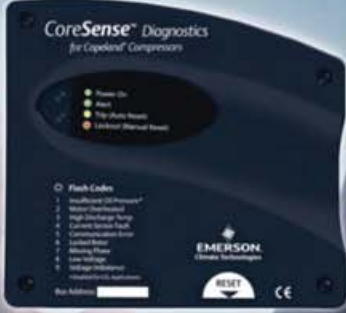 CoreSense™ Diagnostics
for Copeland® Compressors
Power On
Alert
Trip (Auto Reset)
Lockout (Manual Reset)
Flash Codes
1 Insufficient Oil Pressure*
2 Motor Overheated
3 High Discharge Temp
4 Current Sensor Fault
5 Communication Error
6 Locked Rotor
7 Missing Phase
8 Low Voltage
9 Voltage Imbalance
Bus Address
EMERSON.
Climate Technologies
RESET
CE